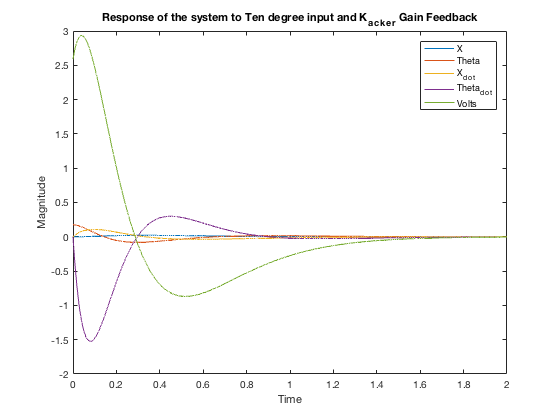 Response of the system to Ten degree input and K_acker Gain Feedback
3
2.5
2
1.5
1
0.5
0
-0.5
-1
-1.5
-2
Magnitude
X
Theta
X_dot
Theta_dot
Volts
0 0.2 0.4 0.6 0.8 1 1.2 1.4 1.6 1.8 2
Time